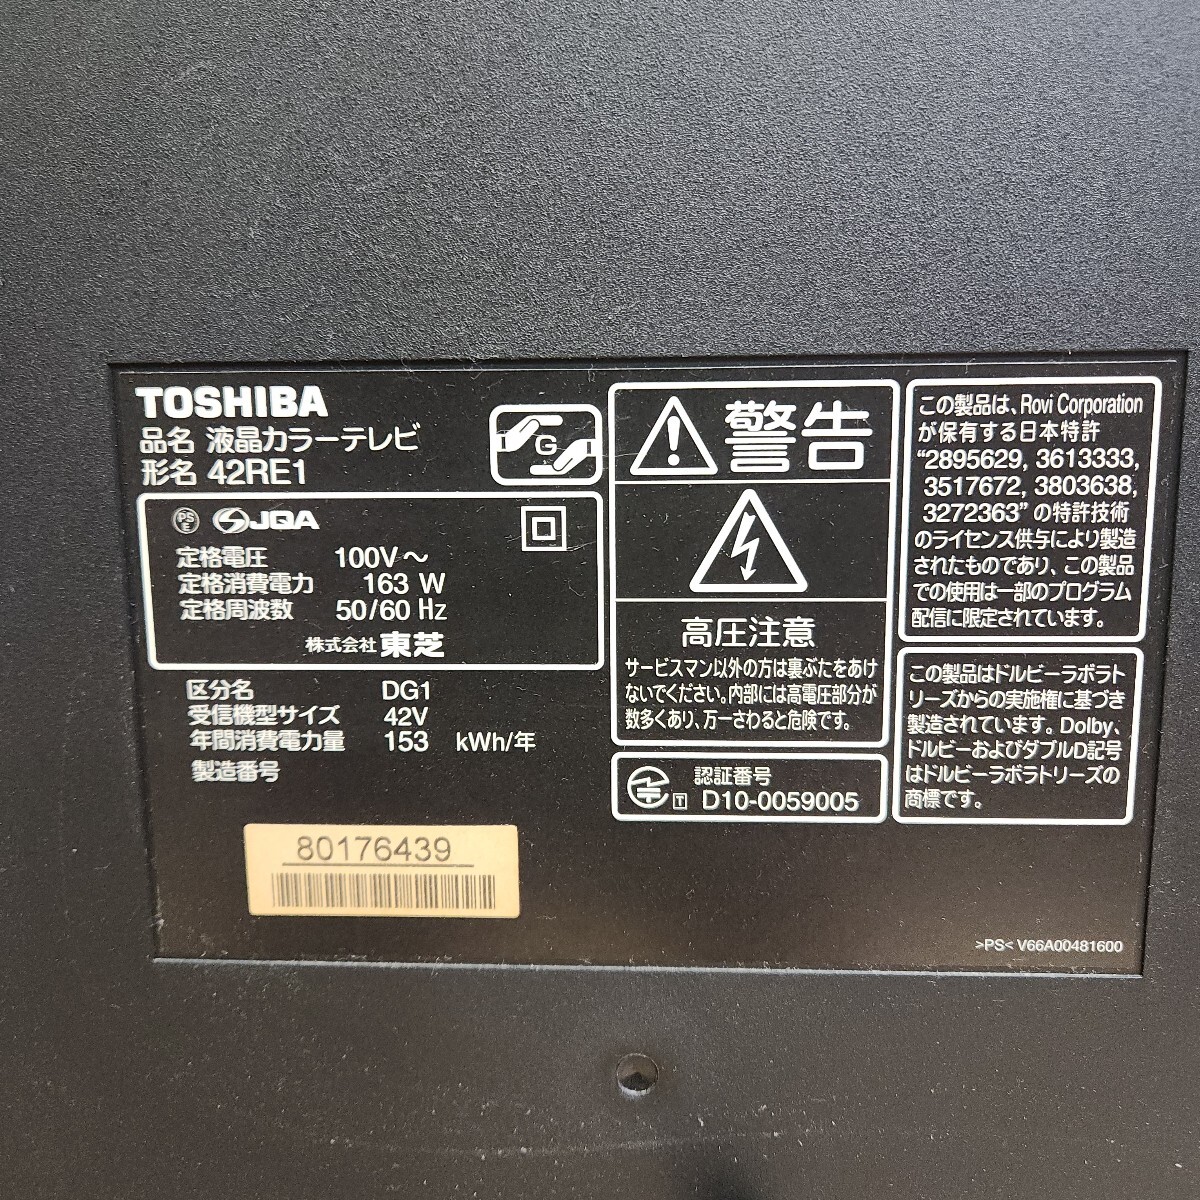 TOSHIBA
品名 液晶カラーテレビ
形名 42RE1
G
PS
E
JQA
定格電圧 100V～
定格消費電力 163 W
定格周波数 50/60 Hz
株式会社 東芝
区分名 DG1
受信機型サイズ 42V
年間消費電力量 153 kWh/年
製造番号
80176439
警告
高圧注意
サービスマン以外の方は裏ぶたをあけ
ないでください。内部には高電圧部分が
数多くあり、万一さわると危険です。
T
認証番号
D10-0059005
この製品は、Rovi Corporation
が保有する日本特許
“2895629, 3613333,
3517672, 3803638,
3272363” の特許技術
のライセンス供与により製造
されたものであり、この製品
での使用は一部のプログラム
配信に限定されています。
この製品はドルビーラボラト
リーズからの実施権に基づき
製造されています。Dolby、
ドルビーおよびダブルD記号
はドルビーラボラトリーズの
商標です。
>PS< V66A00481600